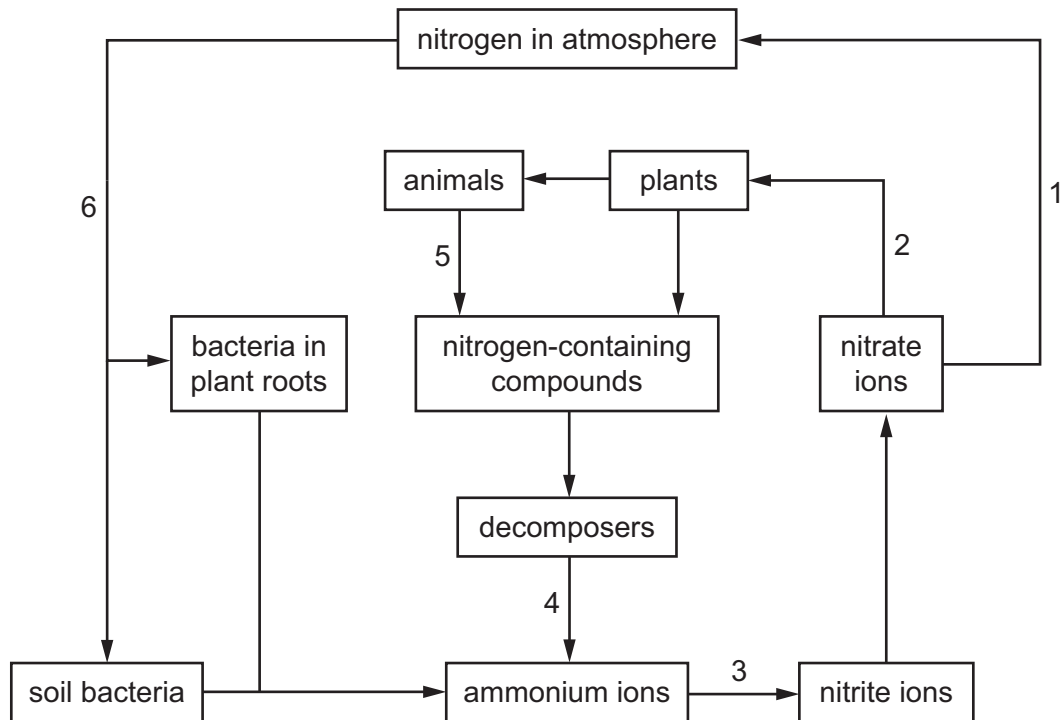 nitrogen in atmosphere
animals
plants
6
1
5
2
bacteria in
plant roots
nitrogen-containing
compounds
nitrate
ions
decomposers
4
soil bacteria
ammonium ions
3
nitrite ions